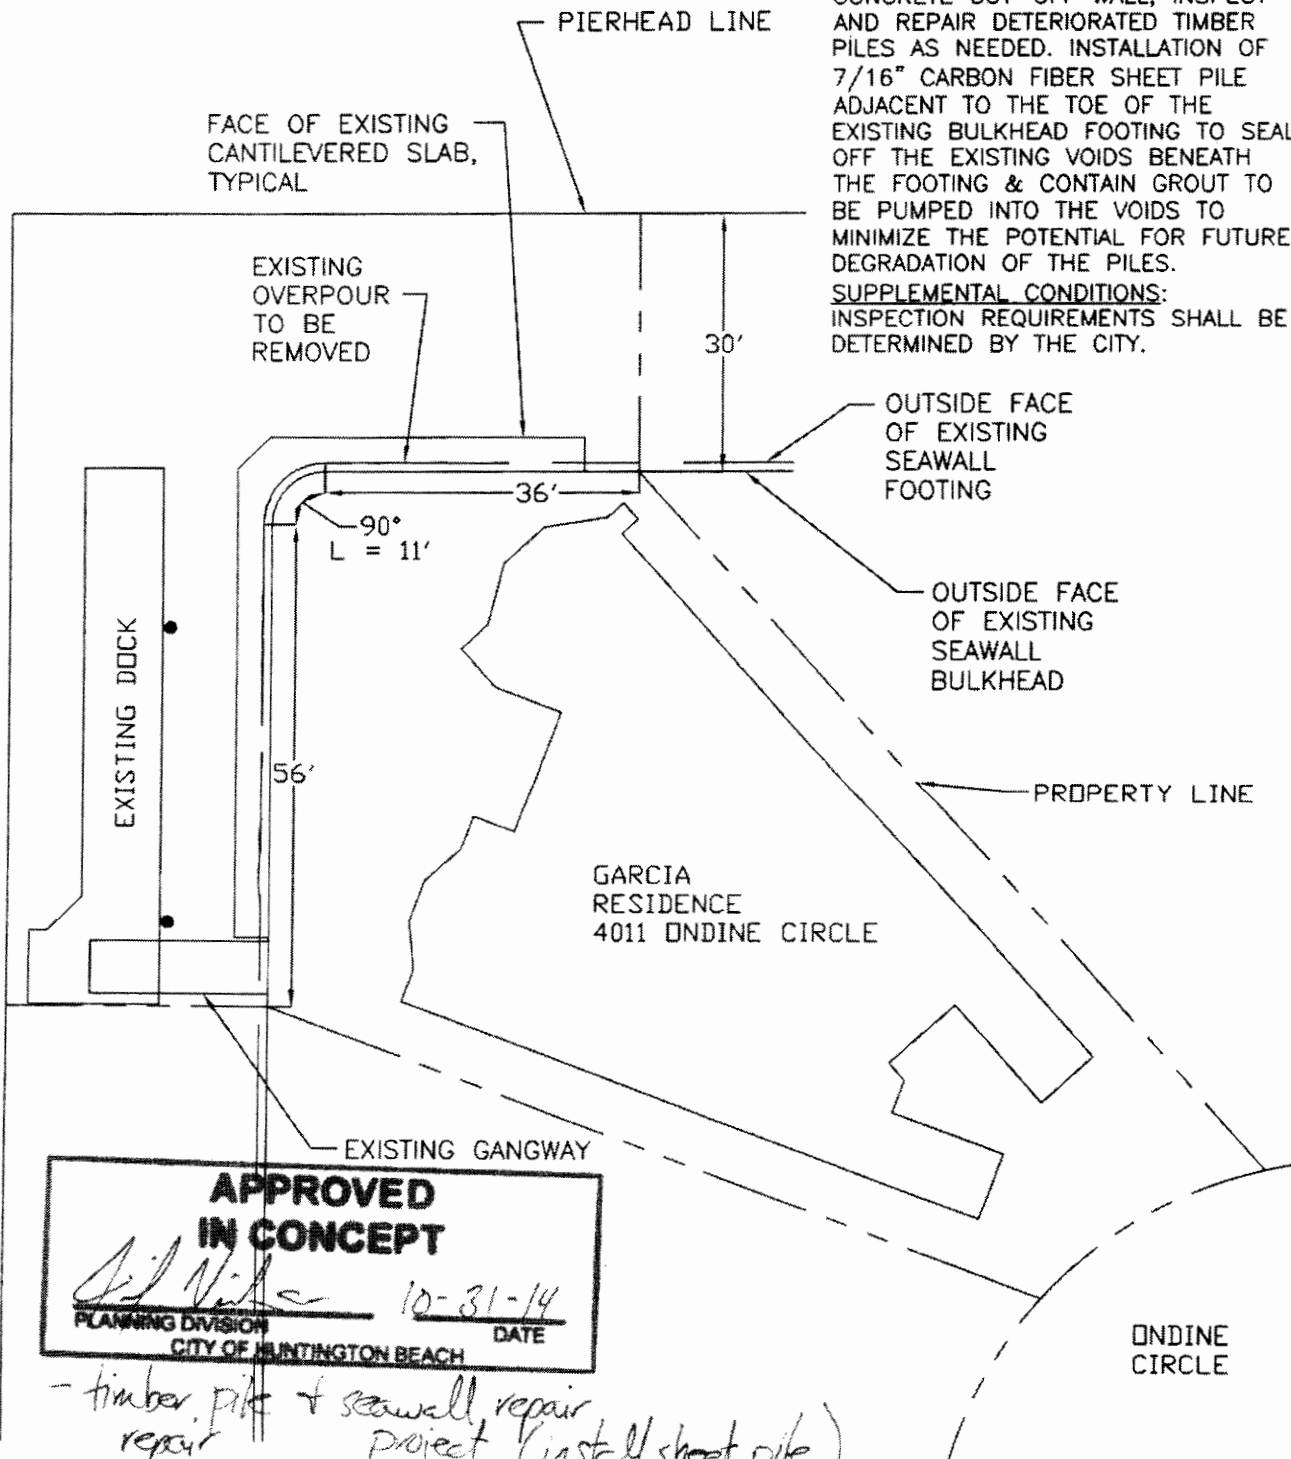 PIERHEAD LINE
CONCRETE CUT OFF WALL, INSPECT
AND REPAIR DETERIORATED TIMBER
PILES AS NEEDED. INSTALLATION OF
7/16" CARBON FIBER SHEET PILE
ADJACENT TO THE TOE OF THE
EXISTING BULKHEAD FOOTING TO SEAL
OFF THE EXISTING VOIDS BENEATH
THE FOOTING & CONTAIN GROUT TO
BE PUMPED INTO THE VOIDS TO
MINIMIZE THE POTENTIAL FOR FUTURE
DEGRADATION OF THE PILES.
SUPPLEMENTAL CONDITIONS:
INSPECTION REQUIREMENTS SHALL BE
DETERMINED BY THE CITY.
FACE OF EXISTING
CANTILEVERED SLAB,
TYPICAL
EXISTING
OVERPOUR
TO BE
REMOVED
30'
OUTSIDE FACE
OF EXISTING
SEAWALL
FOOTING
36'
90°
L = 11'
OUTSIDE FACE
OF EXISTING
SEAWALL
BULKHEAD
EXISTING DOCK
56'
PROPERTY LINE
GARCIA
RESIDENCE
4011 ONDINE CIRCLE
EXISTING GANGWAY
APPROVED
IN CONCEPT
10-31-14
PLANNING DIVISION
DATE
CITY OF HUNTINGTON BEACH
ONDINE
CIRCLE
- timber pile + seawall repair
repair project (install sheet pile)